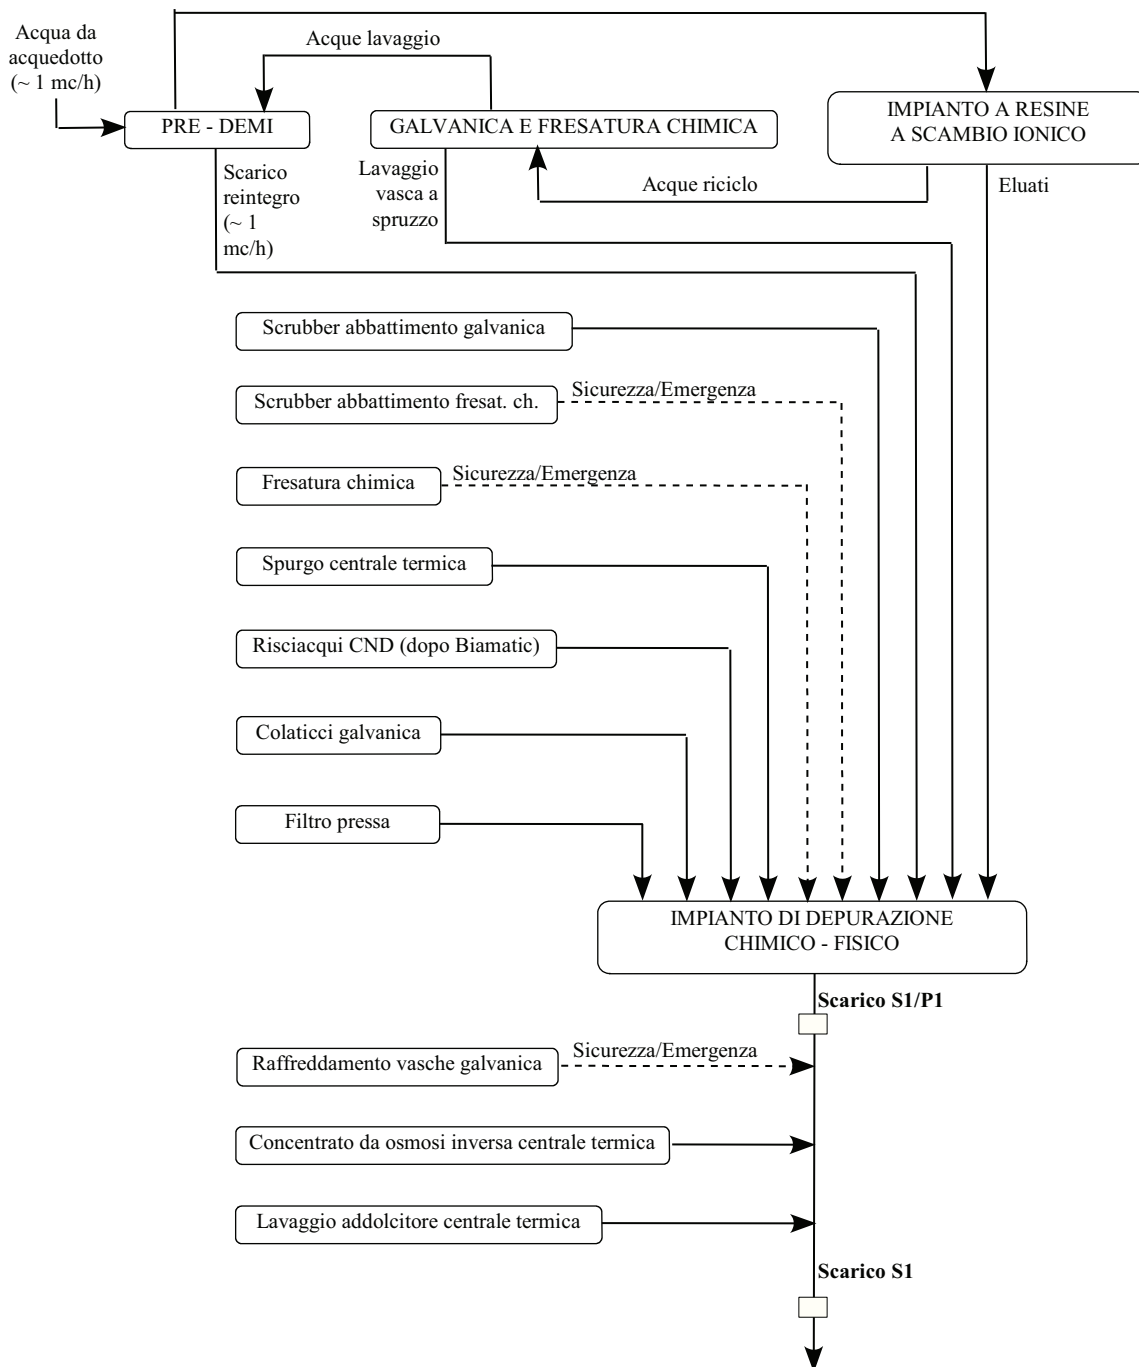 Acqua da
acquedotto
(~ 1 mc/h)
Acque lavaggio
PRE - DEMI
GALVANICA E FRESATURA CHIMICA
IMPIANTO A RESINE
A SCAMBIO IONICO
Scarico
reintegro
(~ 1
mc/h)
Lavaggio
vasca a
spruzzo
Acque riciclo
Eluati
Scrubber abbattimento galvanica
Scrubber abbattimento fresat. ch.
Sicurezza/Emergenza
Fresatura chimica
Sicurezza/Emergenza
Spurgo centrale termica
Risciacqui CND (dopo Biamatic)
Colaticci galvanica
Filtro pressa
IMPIANTO DI DEPURAZIONE
CHIMICO - FISICO
Scarico S1/P1
Raffreddamento vasche galvanica
Sicurezza/Emergenza
Concentrato da osmosi inversa centrale termica
Lavaggio addolcitore centrale termica
Scarico S1